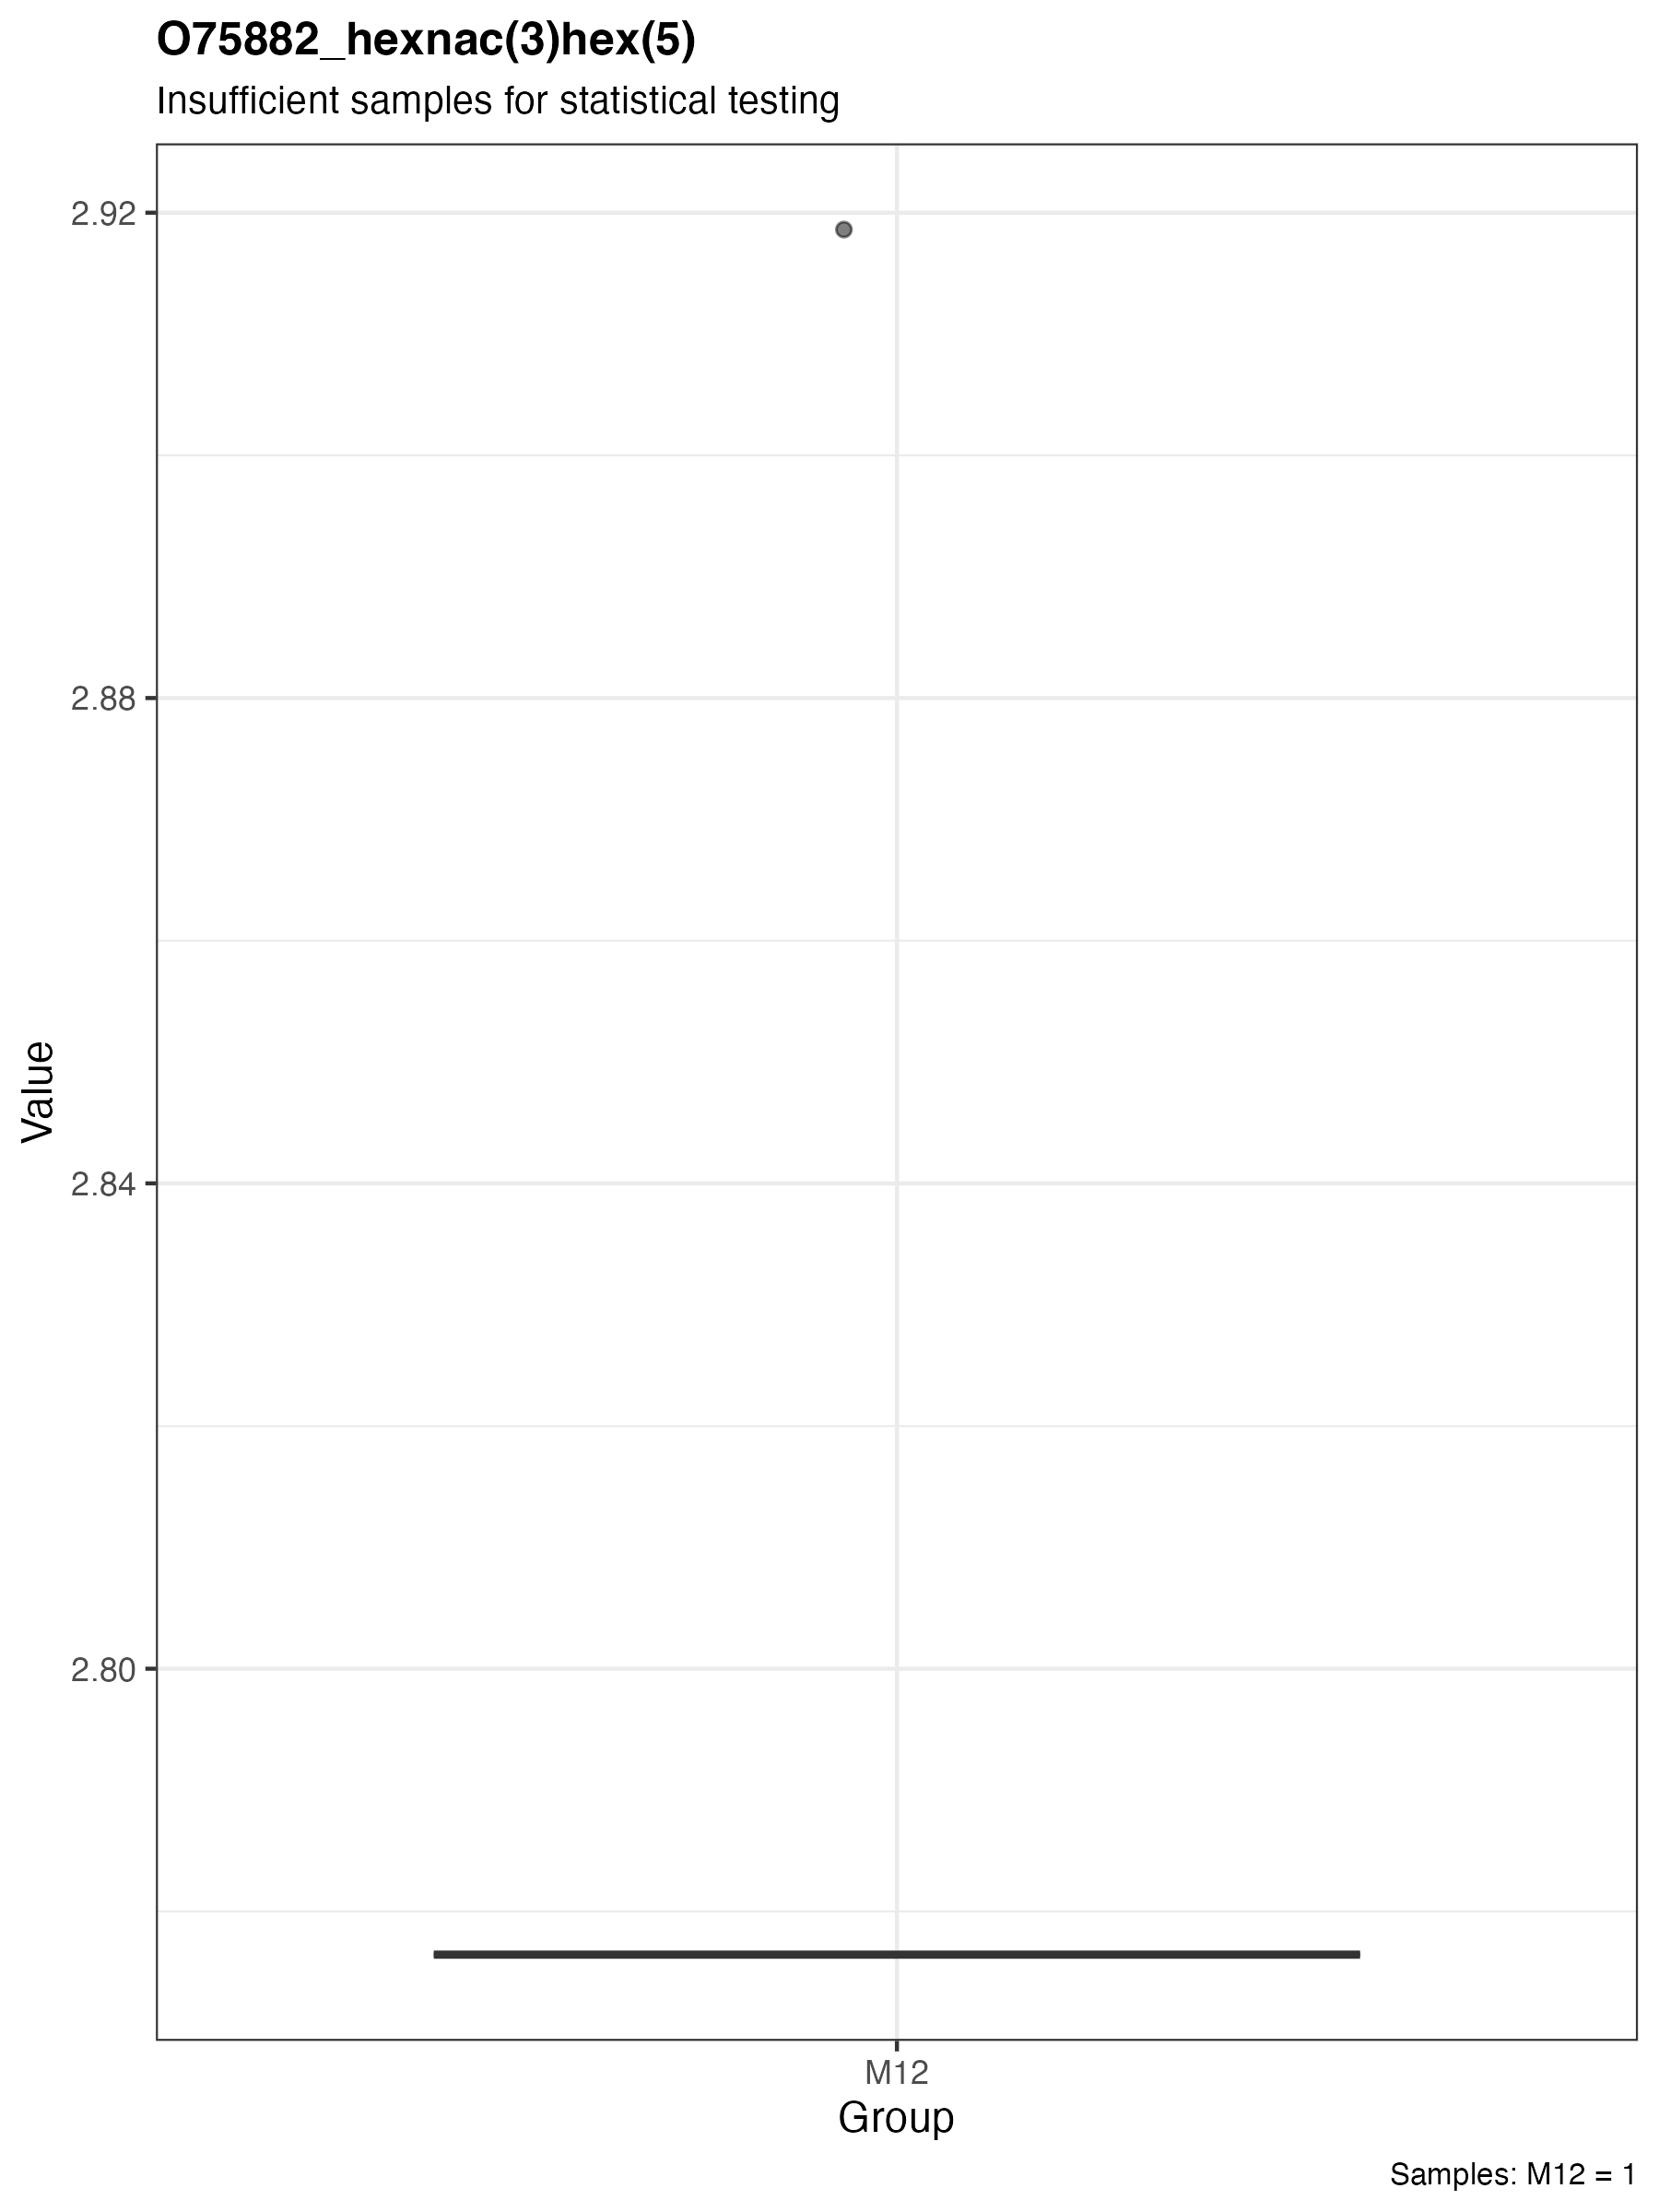 O75882_hexnac(3)hex(5)
Insufficient samples for statistical testing
2.92
2.88
2.84
2.80
Value
M12
Group
Samples: M12 = 1